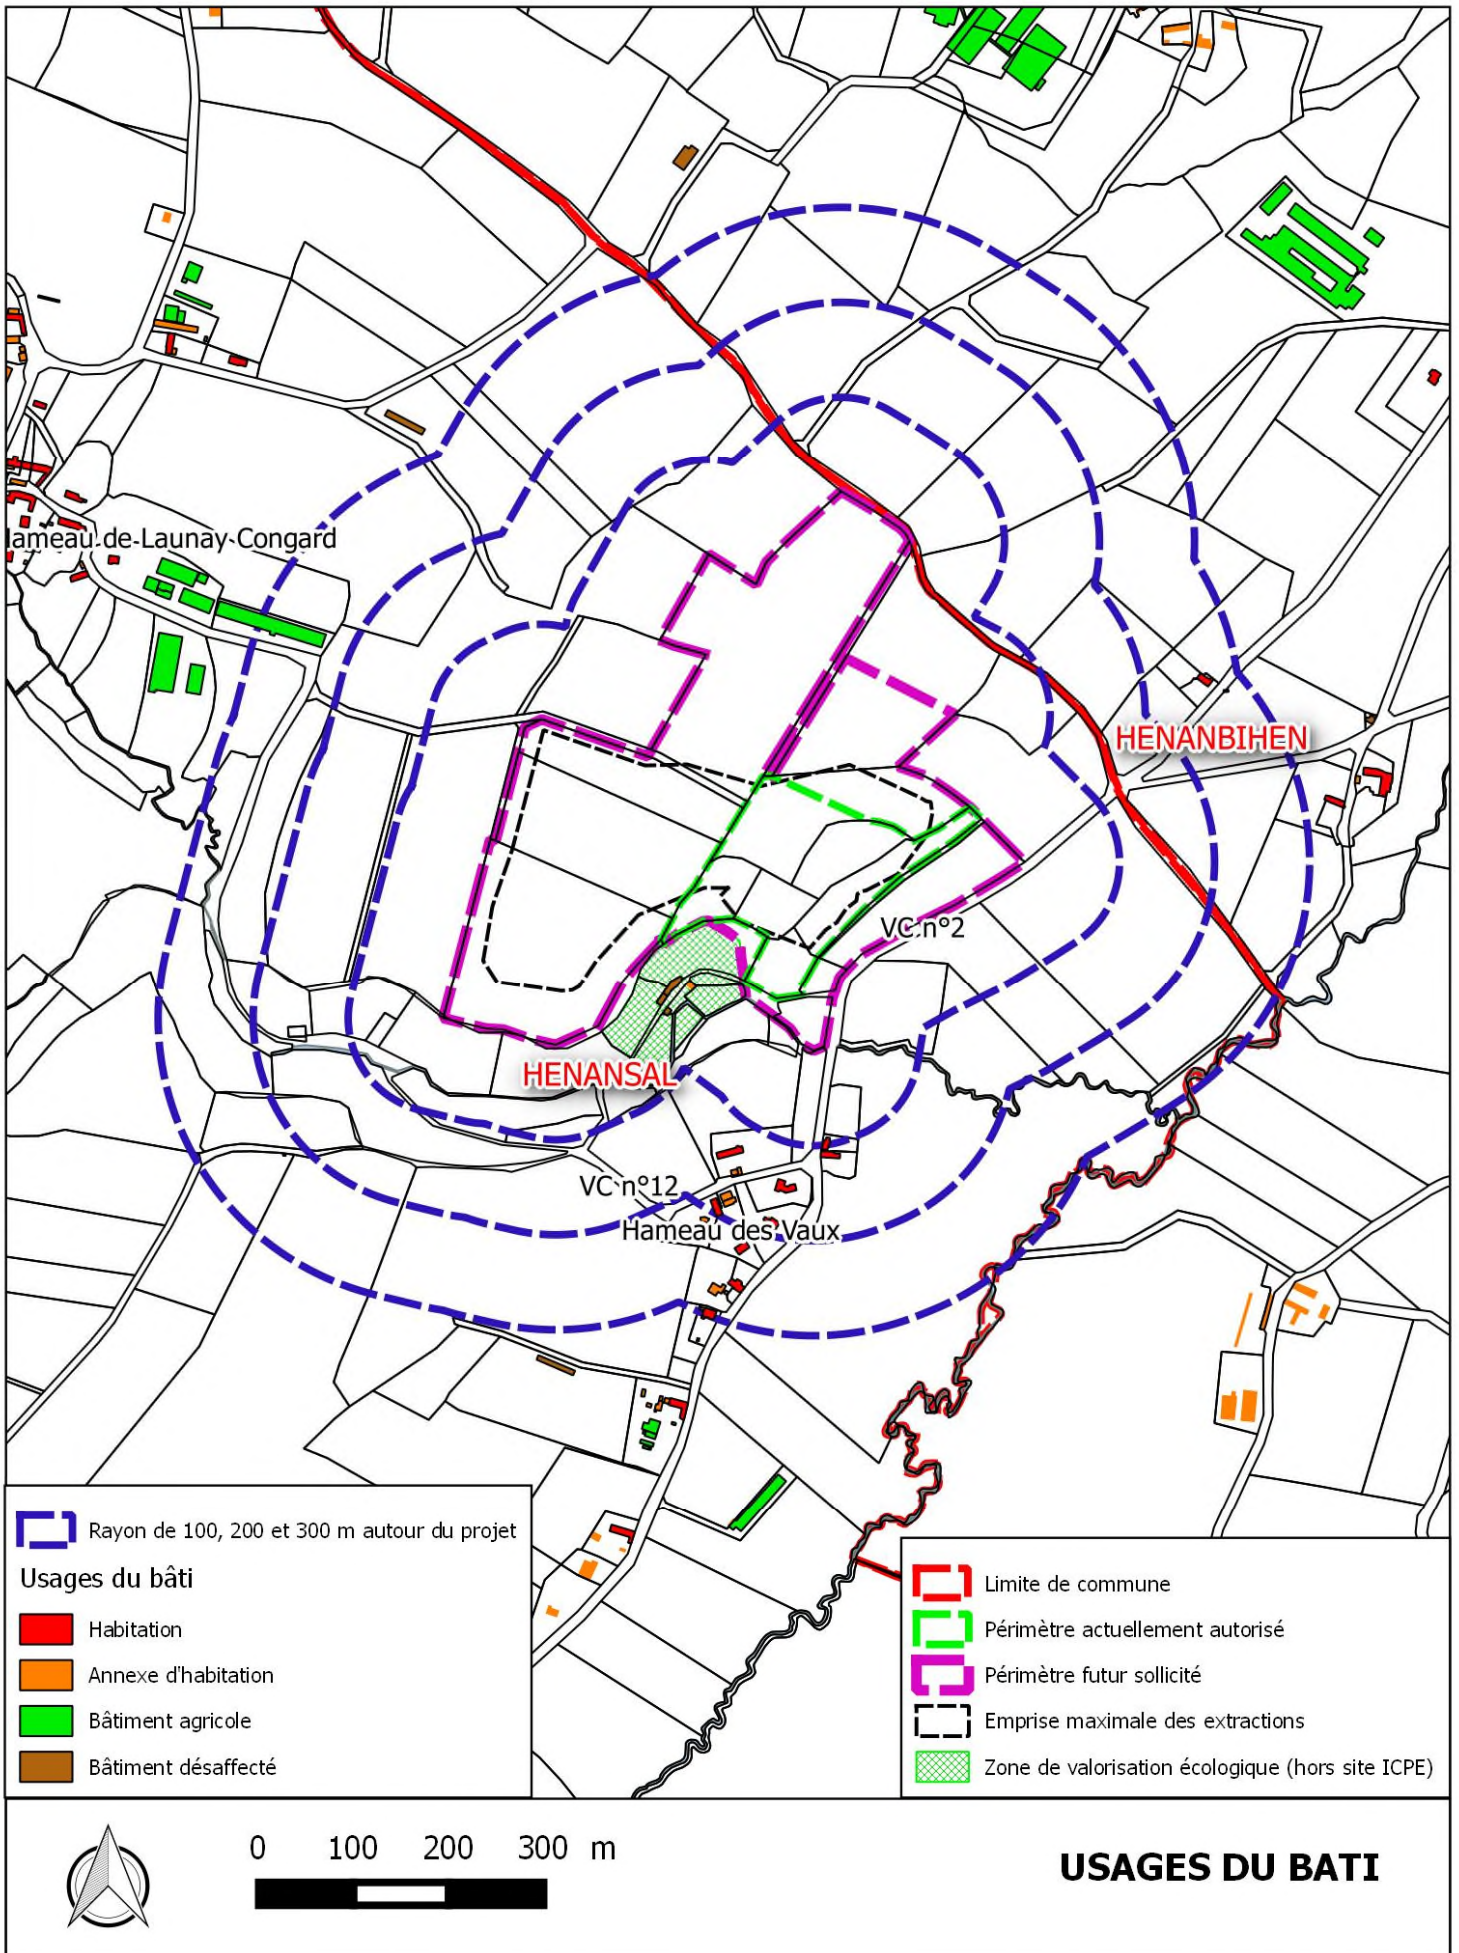 Hameau de Launay Congard
HENANBIHEN
VC n°2
HENANSAL
VC n°12
Hameau des Vaux
Rayon de 100, 200 et 300 m autour du projet
Usages du bâti
Habitation
Annexe d'habitation
Bâtiment agricole
Bâtiment désaffecté
Limite de commune
Périmètre actuellement autorisé
Périmètre futur sollicité
Emprise maximale des extractions
Zone de valorisation écologique (hors site ICPE)
0 100 200 300 m
USAGES DU BATI